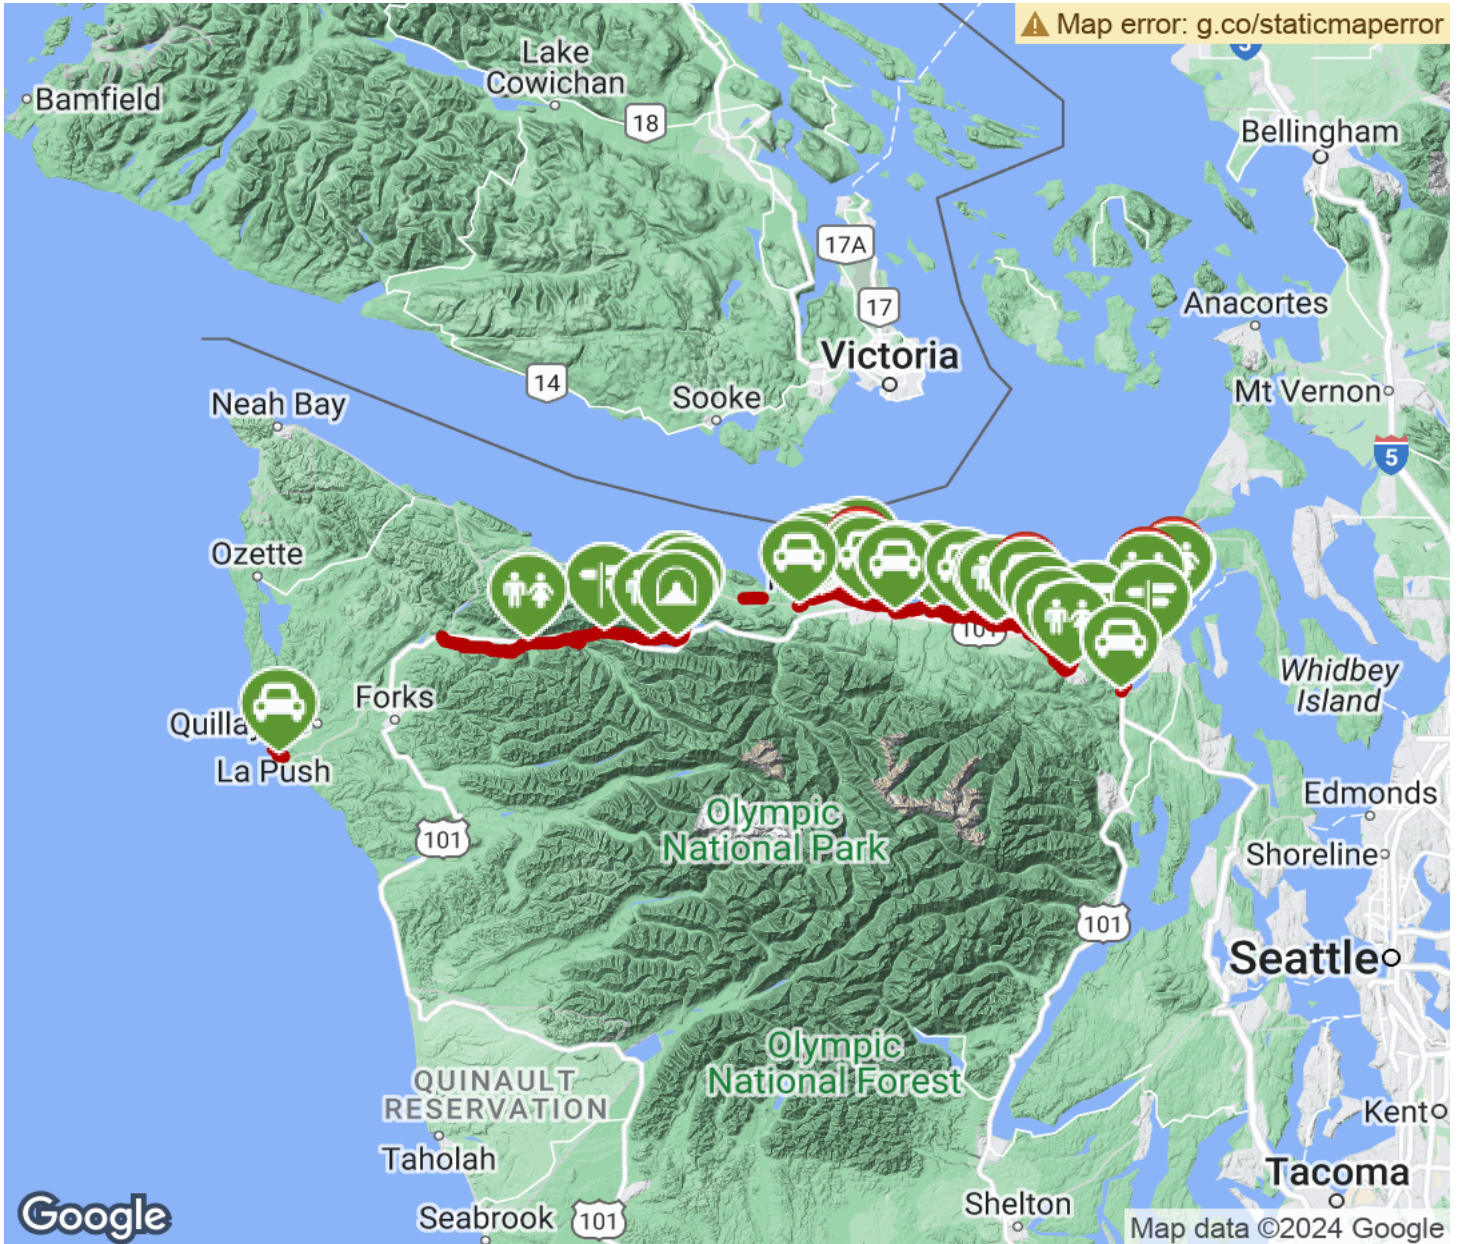 Map error: g.co/staticmaperror
5
Lake
Cowichan
Bamfield
18
Bellingham
17A
17
Anacortes
Victoria
14
Sooke
Mt Vernon
Neah Bay
5
Ozette
101
Whidbey
Island
Forks
La Push
Edmonds
Olympic
National Park
101
Shoreline
101
Seattle
Olympic
National Forest
QUINAULT
RESERVATION
Kent
Taholah
Tacoma
Shelton
Seabrook
101
Google
Map data ©2024 Google